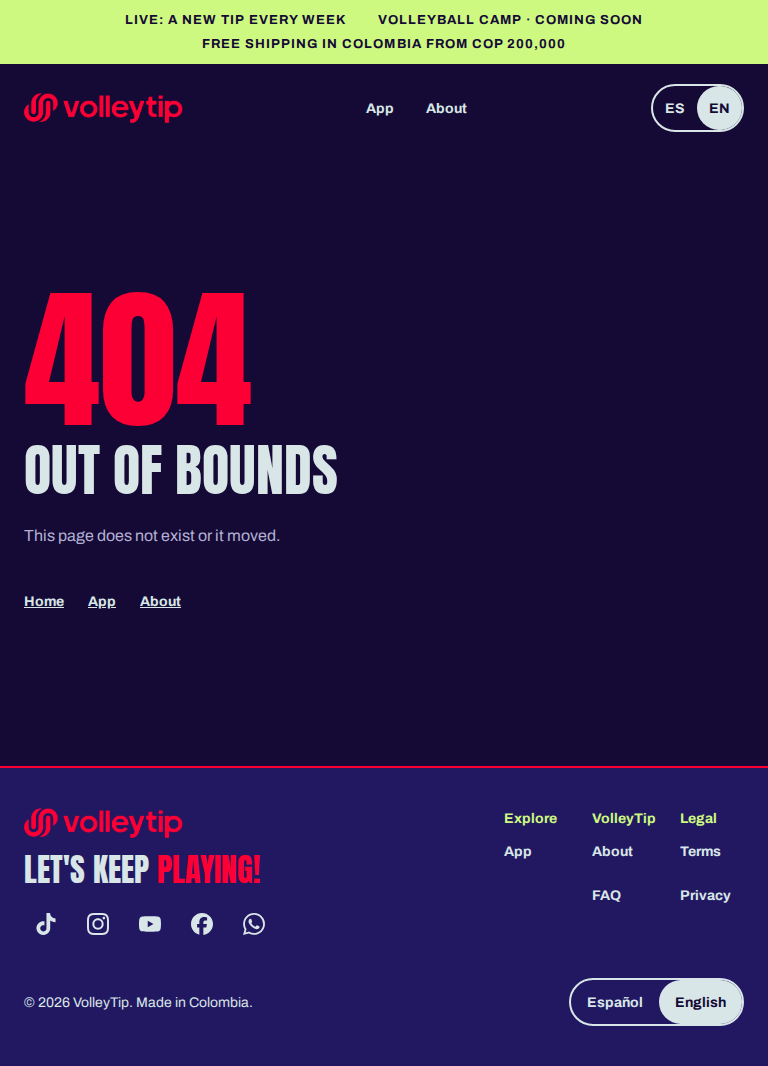 LIVE: A NEW TIP EVERY WEEK VOLLEYBALL CAMP · COMING SOON
FREE SHIPPING IN COLOMBIA FROM COP 200,000
volleytip App About ES EN
404
OUT OF BOUNDS
This page does not exist or it moved.
Home App About
volleytip
LET'S KEEP PLAYING!
Explore VolleyTip Legal
App About Terms
FAQ Privacy
© 2026 VolleyTip. Made in Colombia.
Español English